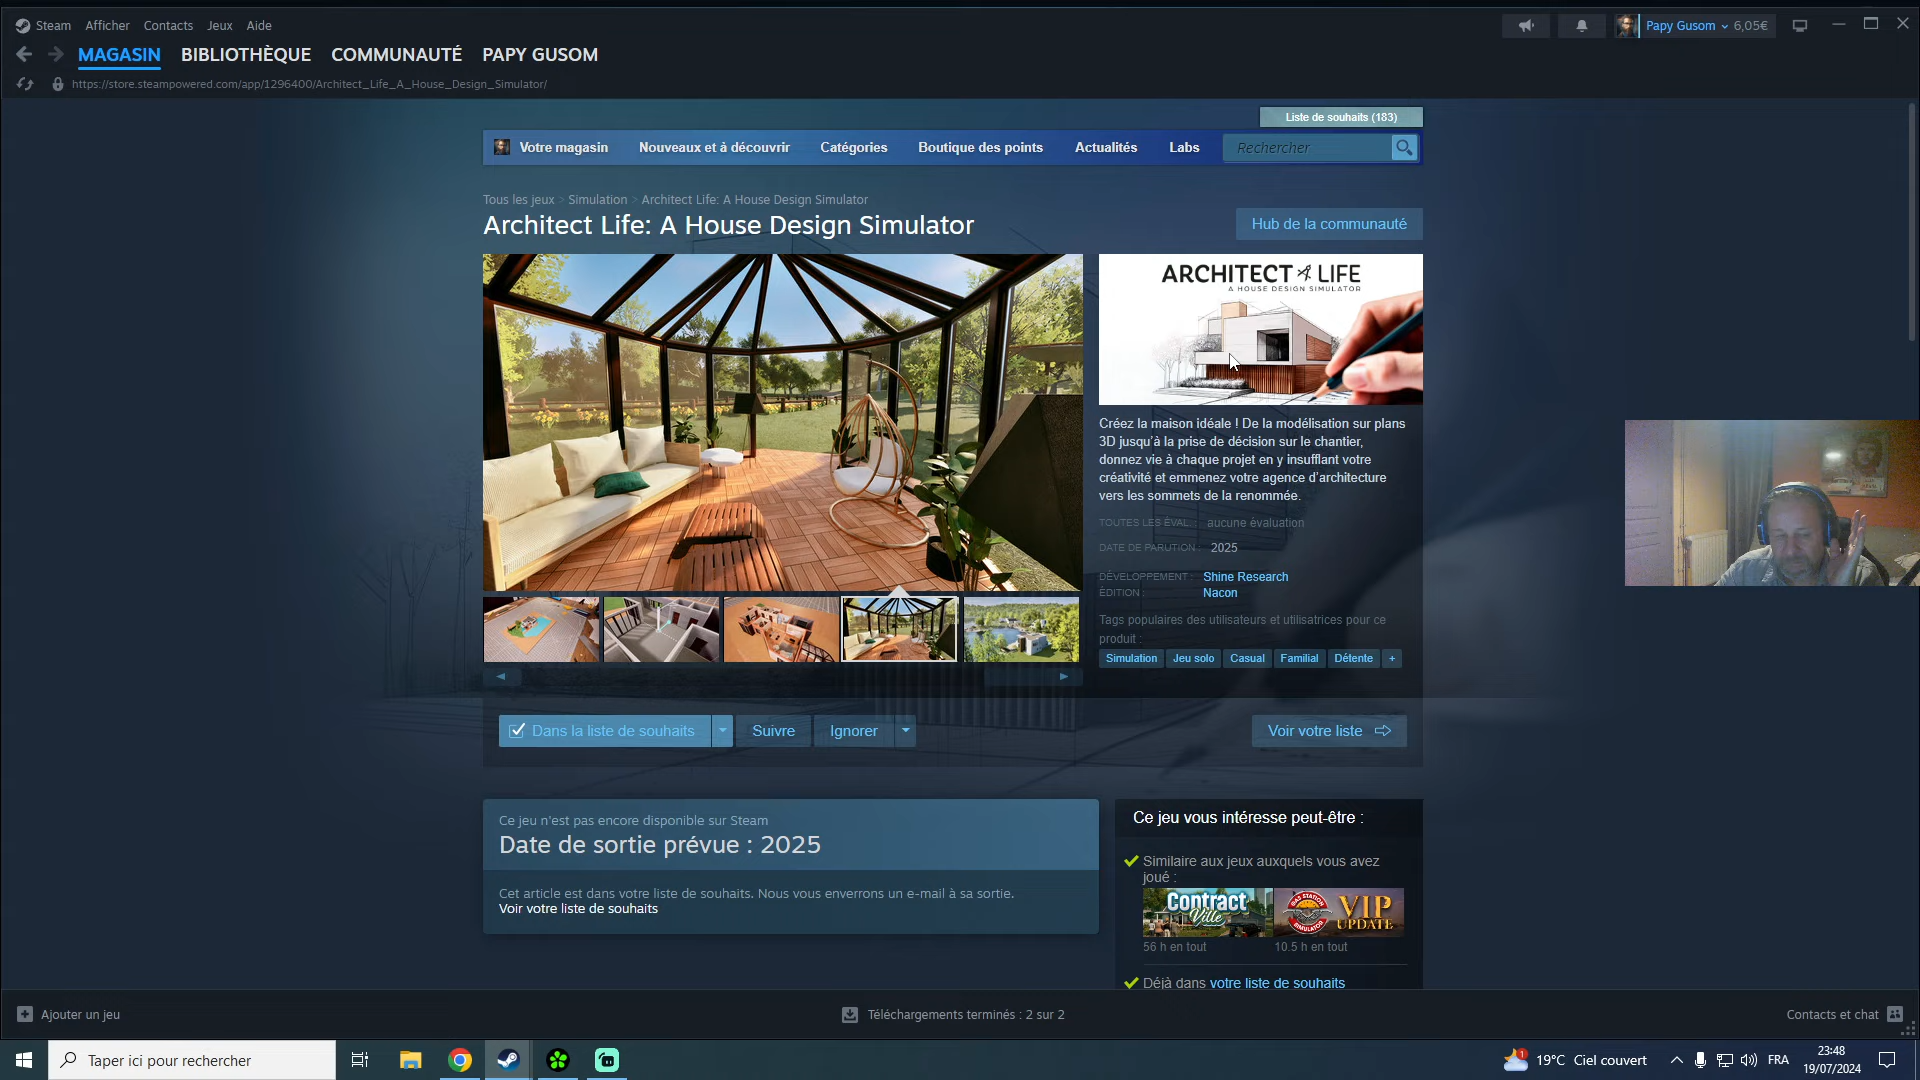 Steam Afficher Contacts Jeux Aide
Papy Gusom 6,05€
MAGASIN BIBLIOTHÈQUE COMMUNAUTÉ PAPY GUSOM
https://store.steampowered.com/app/1296400/Architect_Life_A_House_Design_Simulator/
Liste de souhaits (183)
Votre magasin Nouveaux et à découvrir Catégories Boutique des points Actualités Labs Rechercher
Tous les jeux > Simulation > Architect Life: A House Design Simulator
Architect Life: A House Design Simulator
Hub de la communauté
ARCHITECT LIFE
A HOUSE DESIGN SIMULATOR
Créez la maison idéale ! De la modélisation sur plans
3D jusqu'à la prise de décision sur le chantier,
donnez vie à chaque projet en y insufflant votre
créativité et emmenez votre agence d'architecture
vers les sommets de la renommée.
TOUTES LES ÉVAL. : aucune évaluation
DATE DE PARUTION : 2025
DÉVELOPPEMENT : Shine Research
ÉDITION : Nacon
Tags populaires des utilisateurs et utilisatrices pour ce
produit :
Simulation Jeu solo Casual Familial Détente +
Dans la liste de souhaits Suivre Ignorer Voir votre liste
Ce jeu n'est pas encore disponible sur Steam
Date de sortie prévue : 2025
Cet article est dans votre liste de souhaits. Nous vous enverrons un e-mail à sa sortie.
Voir votre liste de souhaits
Ce jeu vous intéresse peut-être :
Similaire aux jeux auxquels vous avez
joué :
Contract
Ville
GAS STATION
SIMULATOR
VIP
UPDATE
56 h en tout 10.5 h en tout
Déjà dans votre liste de souhaits
Ajouter un jeu Téléchargements terminés : 2 sur 2 Contacts et chat
Taper ici pour rechercher
1
19°C Ciel couvert
FRA
23:48
19/07/2024